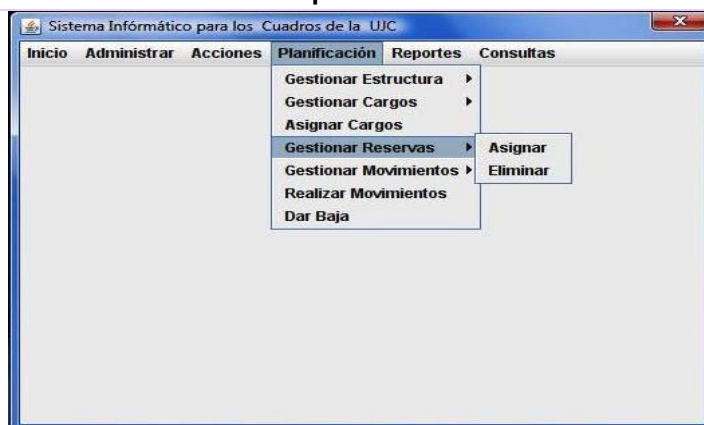 Sistema Infórmático para los Cuadros de la UJC
Inicio Administrar Acciones Planificación Reportes Consultas
Gestionar Estructura
Gestionar Cargos
Asignar Cargos
Gestionar Reservas Asignar
Gestionar Movimientos Eliminar
Realizar Movimientos
Dar Baja